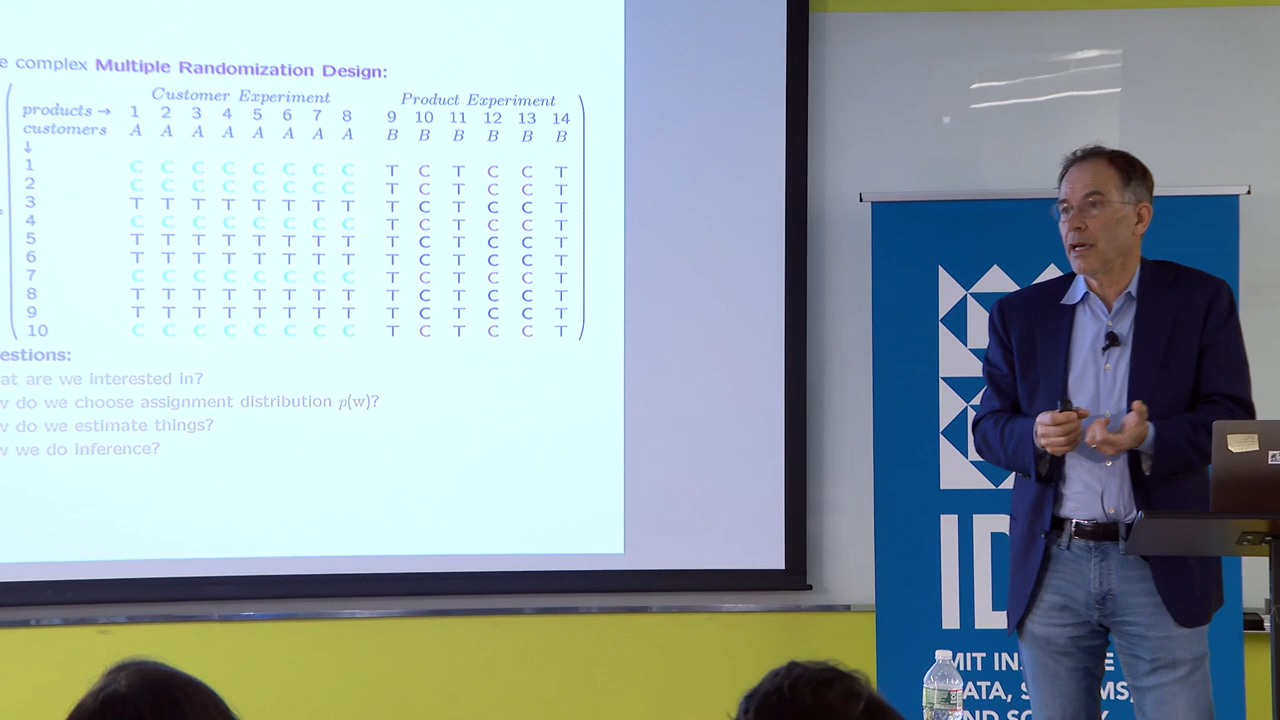 complex Multiple Randomization Design:
Customer Experiment Product Experiment
products → 1 2 3 4 5 6 7 8 9 10 11 12 13 14
customers A A A A A A A A B B B B B B
↓
1 C C C C C C C C T C T C C T
2 C C C C C C C C T C T C C T
3 T T T T T T T T T C T C C T
4 C C C C C C C C T C T C C T
5 T T T T T T T T T C T C C T
6 T T T T T T T T T C T C C T
7 C C C C C C C C T C T C C T
8 T T T T T T T T T C T C C T
9 T T T T T T T T T C T C C T
10 C C C C C C C C T C T C C T
estions:
at are we interested in?
w do we choose assignment distribution p(w)?
w do we estimate things?
w we do inference?
ID
MIT IN E
ATA, S MS,
ND SO Y